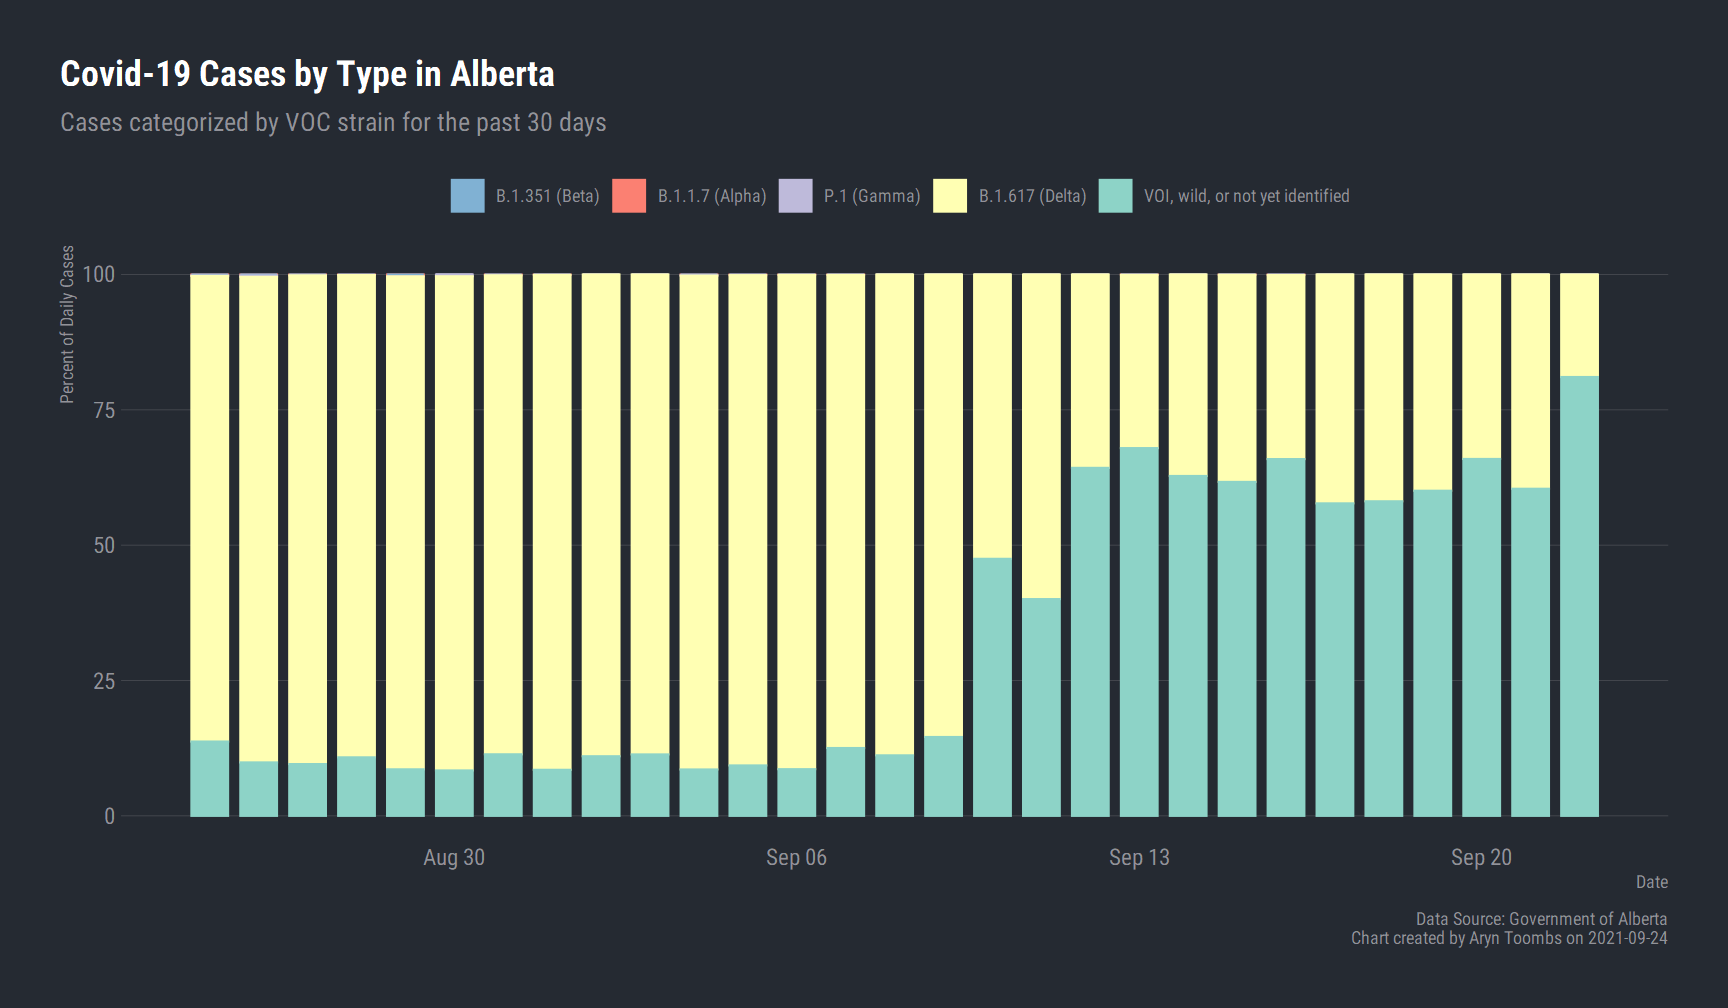 Covid-19 Cases by Type in Alberta
Cases categorized by VOC strain for the past 30 days
B.1.351 (Beta) B.1.1.7 (Alpha) P.1 (Gamma) B.1.617 (Delta) VOI, wild, or not yet identified
Percent of Daily Cases
100
75
50
25
0
Aug 30 Sep 06 Sep 13 Sep 20
Date
Data Source: Government of Alberta
Chart created by Aryn Toombs on 2021-09-24